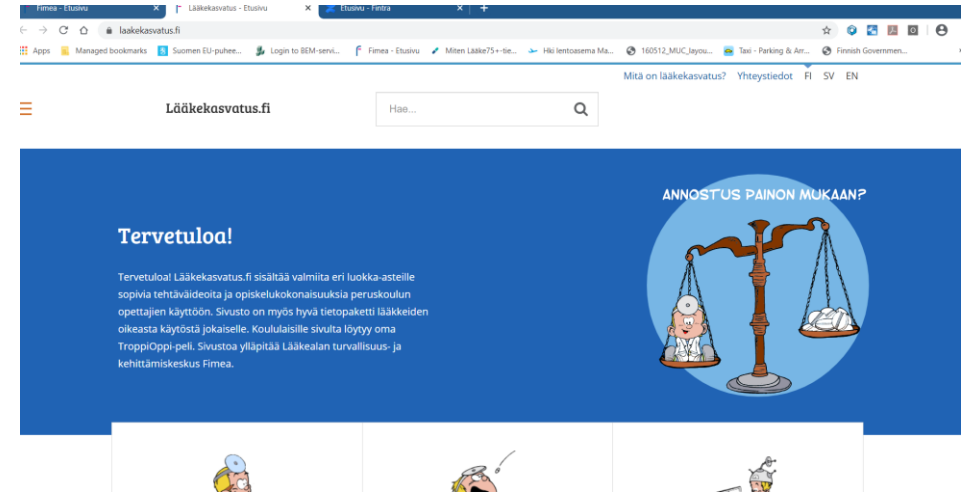 Fimea - Etusivu
Lääkekasvatus - Etusivu
Etusivu - Fintra
laakekasvatus.fi
Apps Managed bookmarks Suomen EU-puhee... Login to BEM-servi... Fimea - Etusivu Miten Lääke75+-tie... Hki lentoasema Ma... 160512_MUC_layou... Taxi - Parking & Arr... Finnish Governmen...
Mitä on lääkekasvatus? Yhteystiedot FI SV EN
Lääkekasvatus.fi
Hae...
ANNOSTUS PAINON MUKAAN?
Tervetuloa!
Tervetuloa! Lääkekasvatus.fi sisältää valmiita eri luokka-asteille
sopivia tehtäväideoita ja opiskelukokonaisuuksia peruskoulun
opettajien käyttöön. Sivusto on myös hyvä tietopaketti lääkkeiden
oikeasta käytöstä jokaiselle. Koululaisille sivulta löytyy oma
TroppiOppi-peli. Sivustoa ylläpitää Lääkealan turvallisuus- ja
kehittämiskeskus Fimea.